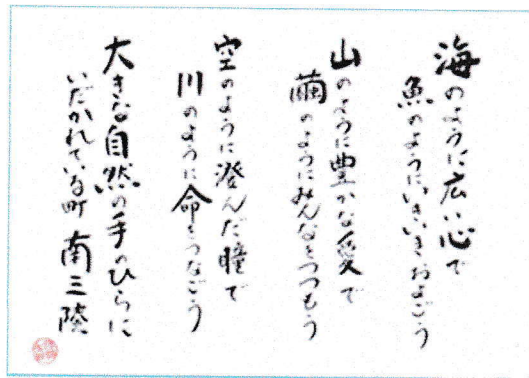 海のように広い心で
魚のようにいきいきおよごう
山のように豊かな愛で
繭のようにみんなをつつもう
空のように澄んだ瞳で
川のように命をつなごう
大きな自然の手のひらに
いだかれている町 南三陸